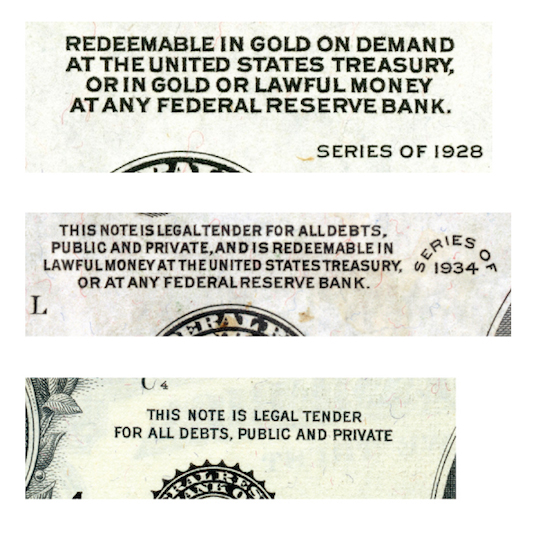 REDEEMABLE IN GOLD ON DEMAND
AT THE UNITED STATES TREASURY,
OR IN GOLD OR LAWFUL MONEY
AT ANY FEDERAL RESERVE BANK.
SERIES OF 1928
THIS NOTE IS LEGAL TENDER FOR ALL DEBTS,
PUBLIC AND PRIVATE, AND IS REDEEMABLE IN
LAWFUL MONEY AT THE UNITED STATES TREASURY,
OR AT ANY FEDERAL RESERVE BANK.
SERIES OF
1934
L
THIS NOTE IS LEGAL TENDER
FOR ALL DEBTS, PUBLIC AND PRIVATE